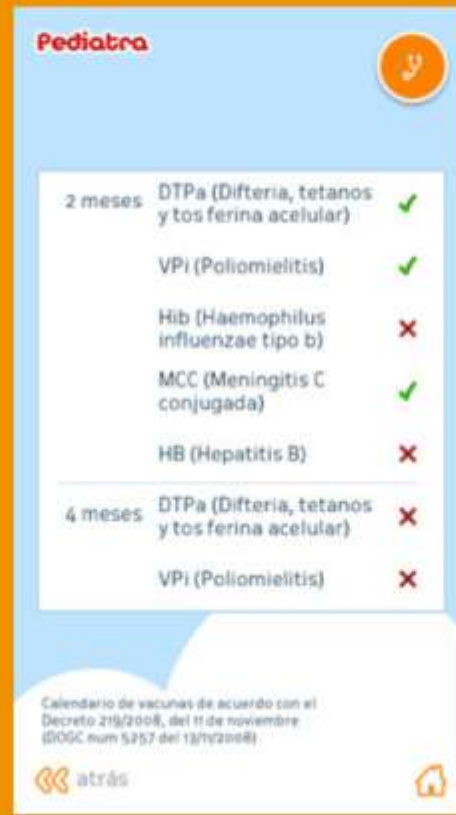 Pediatra
2 meses DTPa (Difteria, tetanos
y tos ferina acelular)
VPi (Poliomielitis)
Hib (Haemophilus
influenzae tipo b)
MCC (Meningitis C
conjugada)
HB (Hepatitis B)
4 meses DTPa (Difteria, tetanos
y tos ferina acelular)
VPi (Poliomielitis)
Calendario de vacunas de acuerdo con el
Decreto 219/2008, del 11 de noviembre
(DOGC num 5257 del 13/11/2008)
atrás